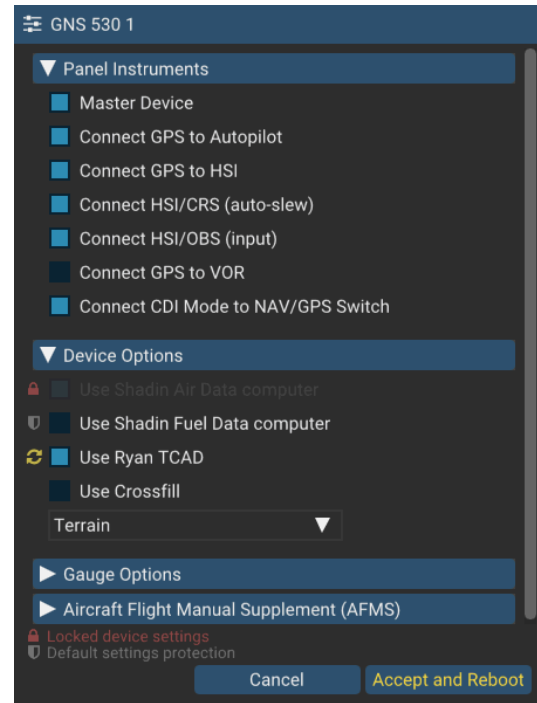 GNS 530 1
Panel Instruments
Master Device
Connect GPS to Autopilot
Connect GPS to HSI
Connect HSI/CRS (auto-slew)
Connect HSI/OBS (input)
Connect GPS to VOR
Connect CDI Mode to NAV/GPS Switch
Device Options
Use Shadin Air Data computer
Use Shadin Fuel Data computer
Use Ryan TCAD
Use Crossfill
Terrain
Gauge Options
Aircraft Flight Manual Supplement (AFMS)
Locked device settings
Default settings protection
Cancel Accept and Reboot